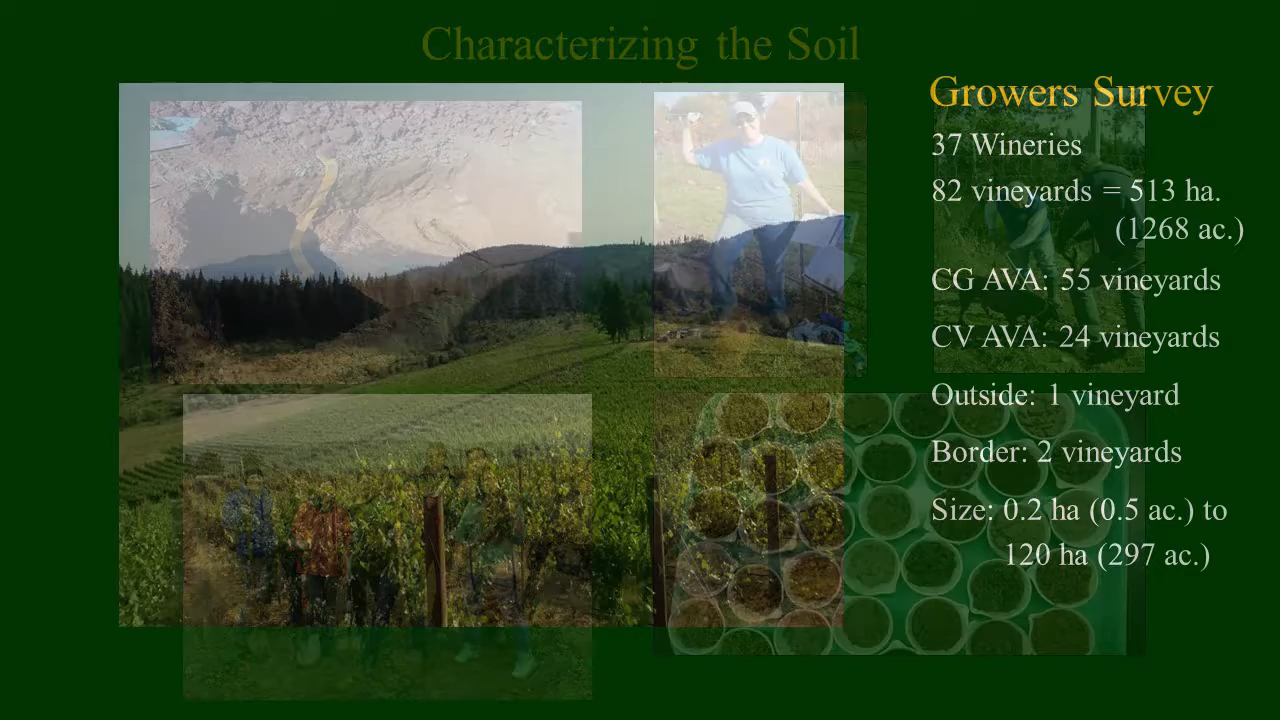 Characterizing the Soil
Growers Survey
37 Wineries
82 vineyards = 513 ha.
(1268 ac.)
CG AVA: 55 vineyards
CV AVA: 24 vineyards
Outside: 1 vineyard
Border: 2 vineyards
Size: 0.2 ha (0.5 ac.) to
120 ha (297 ac.)